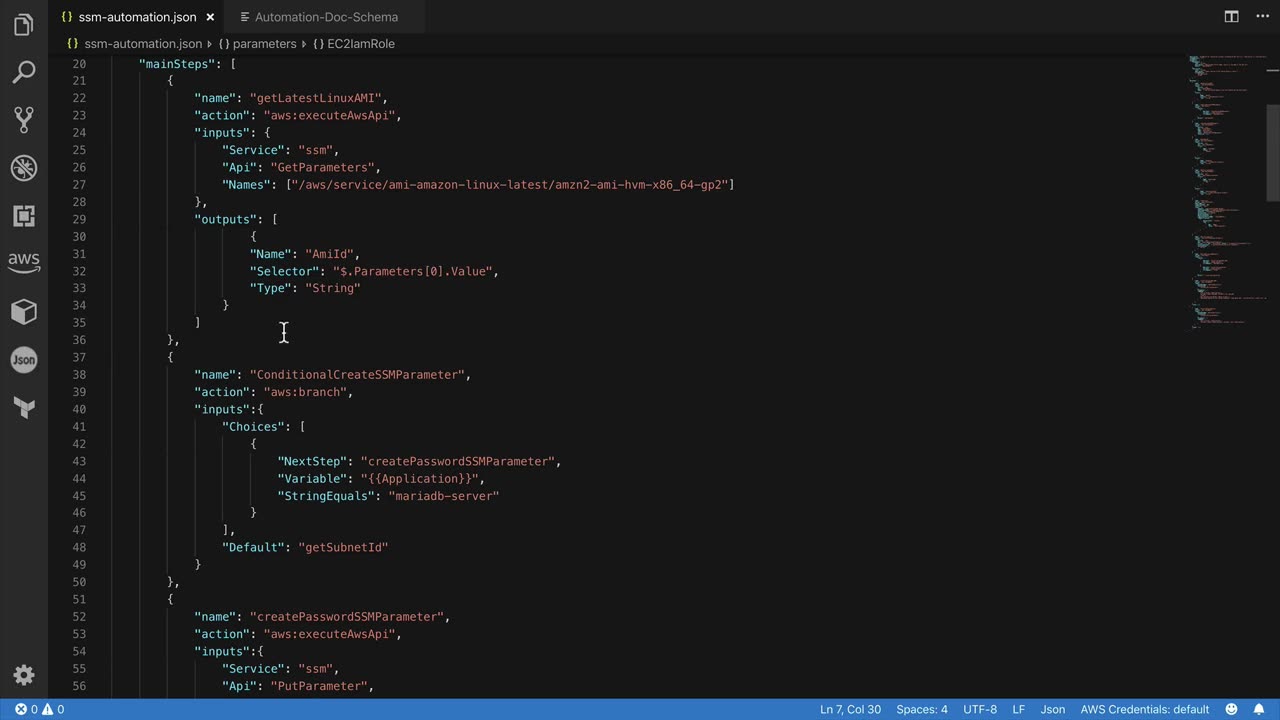 ssm-automation.json
Automation-Doc-Schema
ssm-automation.json {} parameters {} EC2IamRole
20 "mainSteps": [
21 {
22 "name": "getLatestLinuxAMI",
23 "action": "aws:executeAwsApi",
24 "inputs": {
25 "Service": "ssm",
26 "Api": "GetParameters",
27 "Names": ["/aws/service/ami-amazon-linux-latest/amzn2-ami-hvm-x86_64-gp2"]
28 },
29 "outputs": [
30 {
31 "Name": "AmiId",
32 "Selector": "$.Parameters[0].Value",
33 "Type": "String"
34 }
35 ]
36 },
37 {
38 "name": "ConditionalCreateSSMParameter",
39 "action": "aws:branch",
40 "inputs":{
41 "Choices": [
42 {
43 "NextStep": "createPasswordSSMParameter",
44 "Variable": "{{Application}}",
45 "StringEquals": "mariadb-server"
46 }
47 ],
48 "Default": "getSubnetId"
49 }
50 },
51 {
52 "name": "createPasswordSSMParameter",
53 "action": "aws:executeAwsApi",
54 "inputs":{
55 "Service": "ssm",
56 "Api": "PutParameter",
aws
Json
0 0 Ln 7, Col 30 Spaces: 4 UTF-8 LF Json AWS Credentials: default